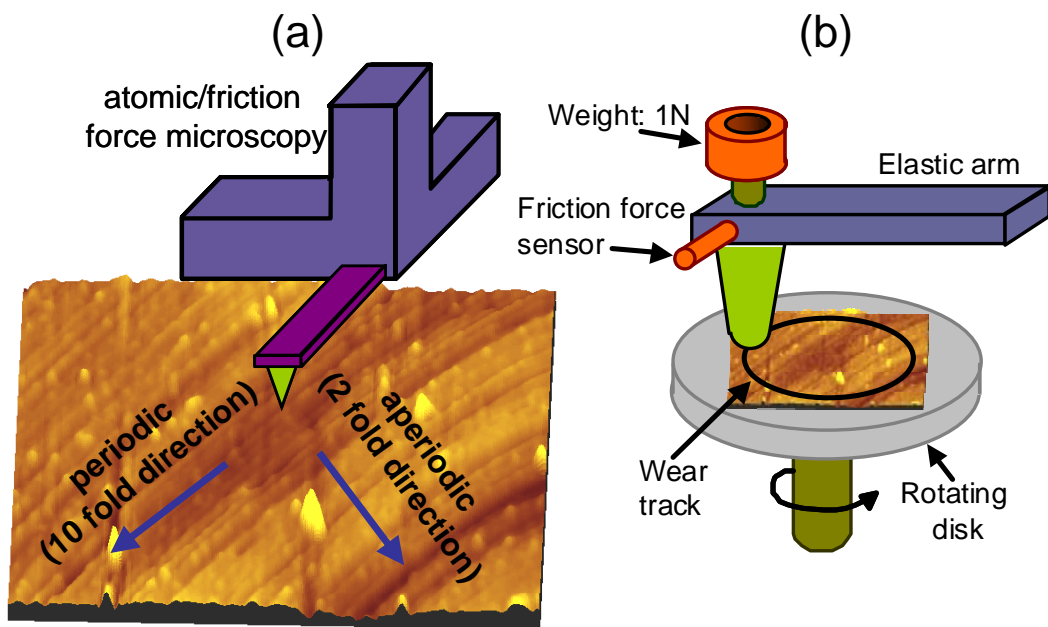 (a)
atomic/friction
force microscopy
periodic
(10 fold direction)
aperiodic
(2 fold direction)
(b)
Weight: 1N
Elastic arm
Friction force
sensor
Wear
track
Rotating
disk